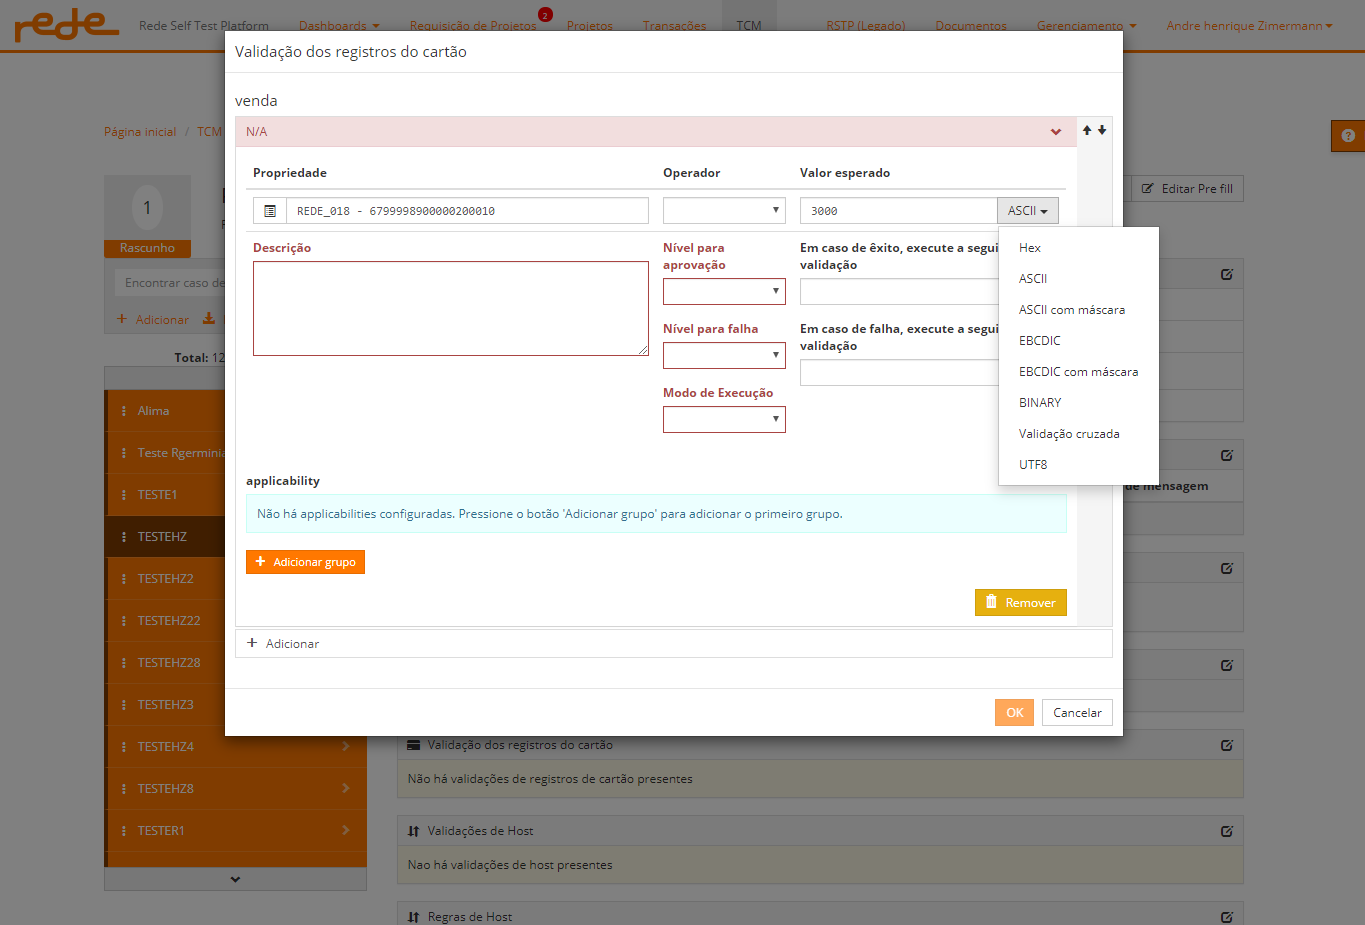 rede
Rede Self Test Platform
Dashboards
Requisição de Projetos
2
Projetos
Transações
TCM
RSTP (Legado)
Documentos
Gerenciamento
Andre henrique Zimermann
Validação dos registros do cartão
venda
Página inicial / TCM
N/A
Propriedade
Operador
Valor esperado
1
Editar Pre fill
REDE_018 - 6799998900000200010
3000
ASCII
Rascunho
Descrição
Nível para
aprovação
Em caso de êxito, execute a segui
validação
Hex
ASCII
ASCII com máscara
EBCDIC
EBCDIC com máscara
BINARY
Validação cruzada
UTF8
Encontrar caso de
Adicionar
Nível para falha
Em caso de falha, execute a segui
validação
Total: 12
Modo de Execução
Alima
Teste Rgerminia
TESTE1
TESTEHZ
TESTEHZ2
TESTEHZ22
TESTEHZ28
TESTEHZ3
TESTEHZ4
TESTEHZ8
TESTER1
applicability
de mensagem
Não há applicabilities configuradas. Pressione o botão 'Adicionar grupo' para adicionar o primeiro grupo.
Adicionar grupo
Remover
Adicionar
OK
Cancelar
Validação dos registros do cartão
Não há validações de registros de cartão presentes
Validações de Host
Nao há validações de host presentes
Regras de Host